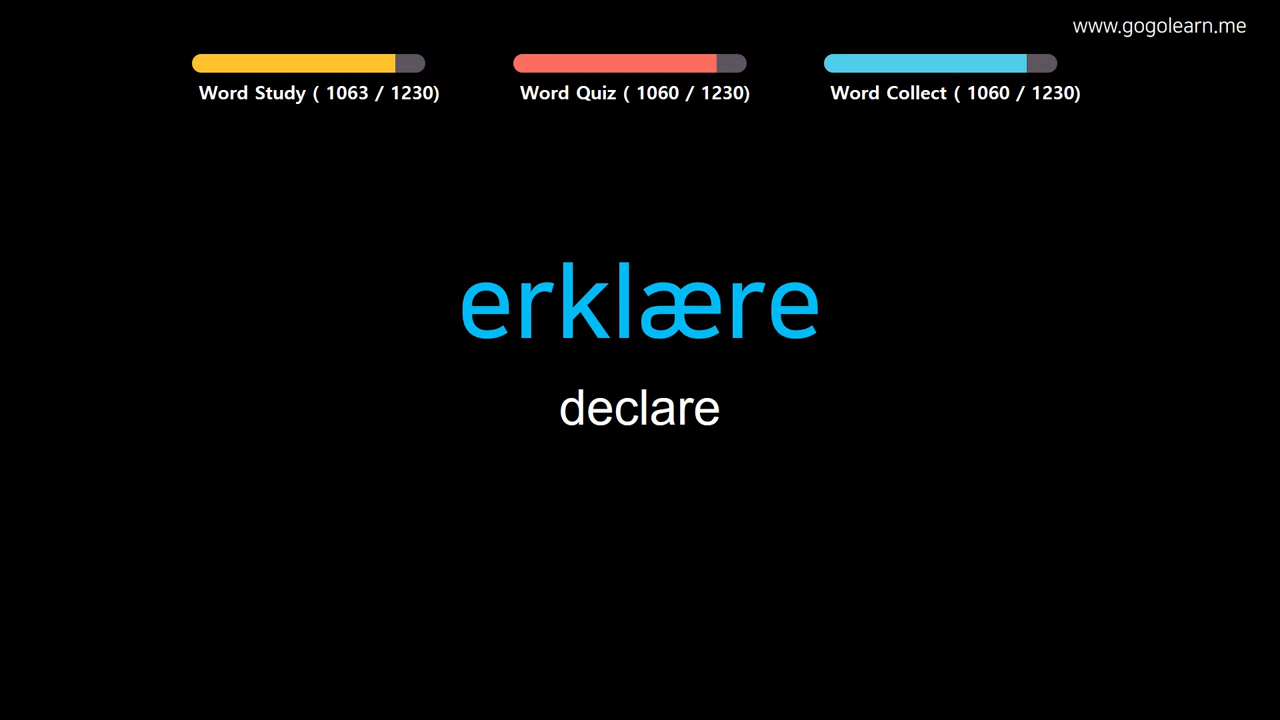 www.gogolearn.me
Word Study ( 1063 / 1230)
Word Quiz ( 1060 / 1230)
Word Collect ( 1060 / 1230)
erklære
declare